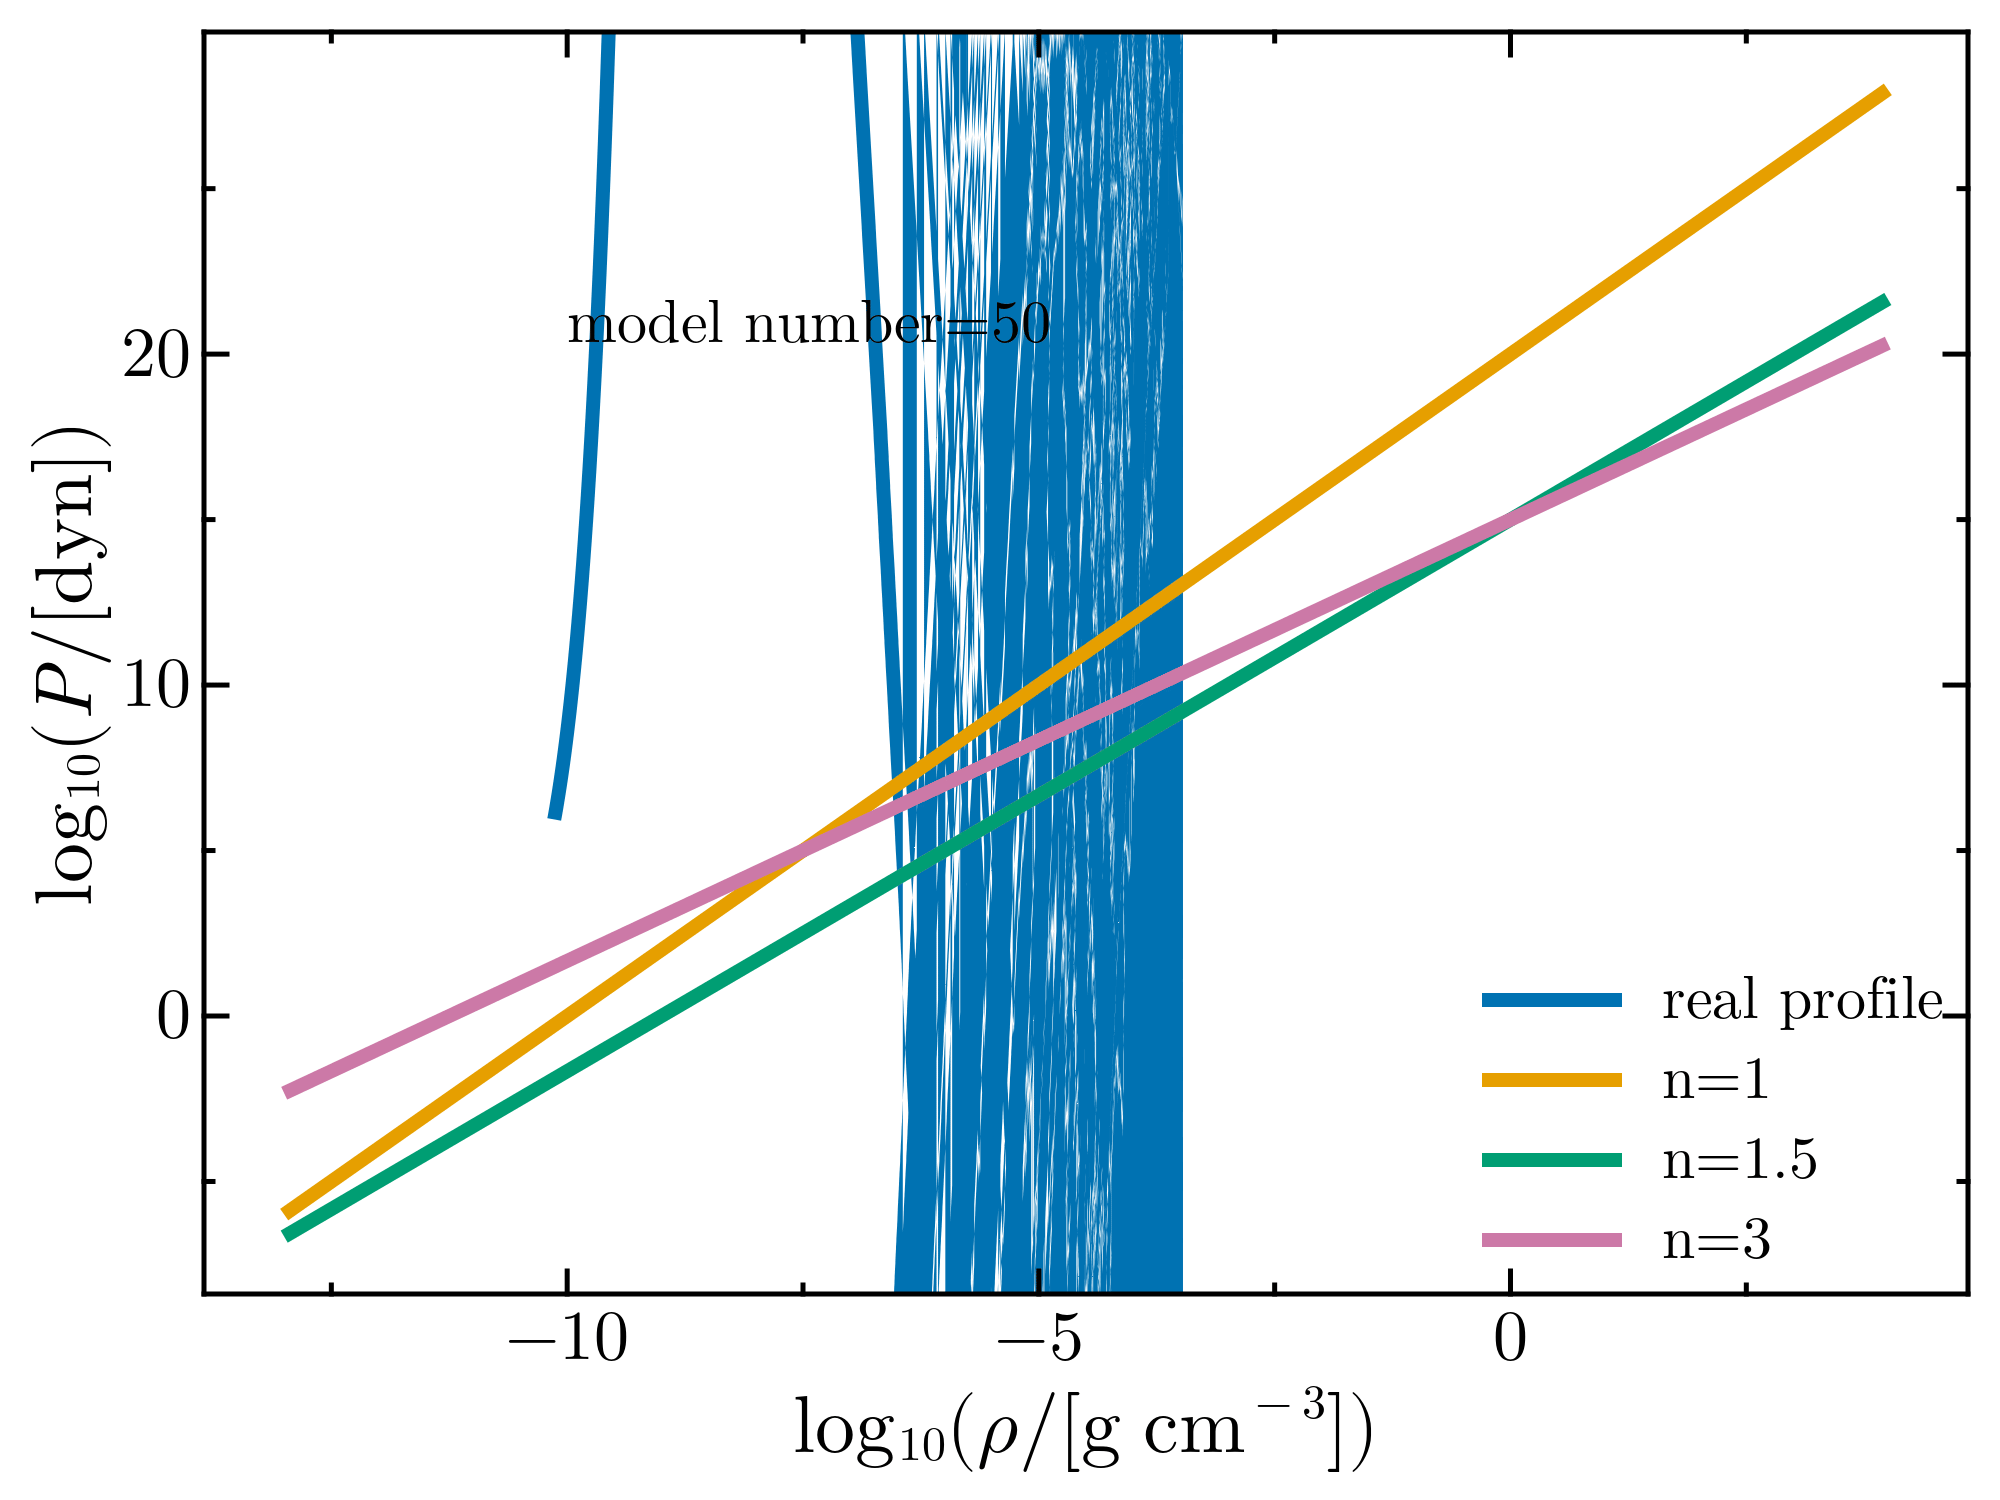 model number=50
20
10
0
log₁₀(P/[dyn])
−10
−5
0
log₁₀(ρ/[g cm⁻³])
real profile
n=1
n=1.5
n=3